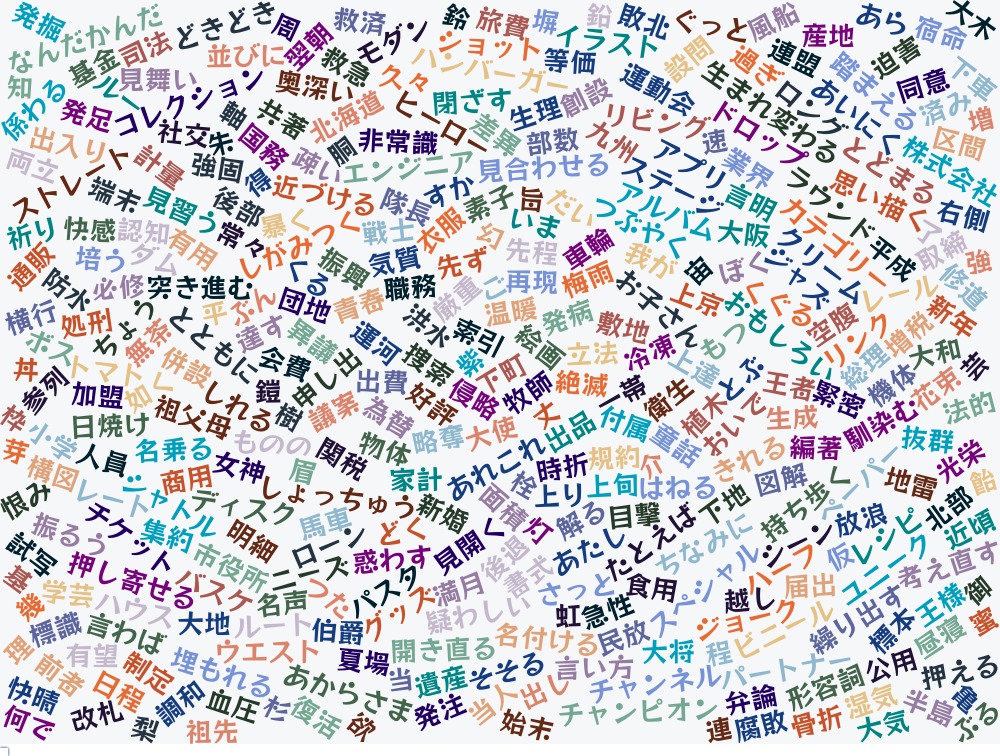 発掘
なんだかんだ
どきどき
周
救済
鈴
旅費
塀
鉛
敗北
ぐっと
風船
産地
あら
宿命
大木
基金
司法
並びに
翌朝
モダン
ショット
イラスト
設問
過ぎ
連盟
踏まえる
迫害
下車
知
ルー
見舞い
奥深い
救急
久々
ハンバーガー
等価
運動会
生まれ変わる
ロング
あいにく
同意
済み
増
係わる
発足
コレクション
軸
共著
北海道
ヒーロー
閉ざす
生理
創設
リビング
速
ドロップ
とどまる
株式会社
区間
出入り
社交
朱
国務
疎い
胴
非常識
差異
部数
九州
アプリ
業界
両立
ストレート
計量
強固
俺
近づける
エンジニア
見合わせる
ステージ
言明
ラウンド
思い描く
右側
端末
見習う
後部
暴く
隊長
すか
素子
旨
だい
アルバム
つぶやく
大阪
カテゴリー
マ
祈り
快感
認知
有用
常々
しがみつく
戦士
衣服
いま
先程
車輪
我が
宙
ぼく
クリーム
ジャズ
平成
取締
強
通販
培う
ダム
くる
振興
気質
先ず
匂
再現
ご
梅雨
お子さん
上京
くぐる
レール
修道
防水
必修
突き進む
ぶん
団地
青春
職務
厳重
温暖
発病
敷地
おもしろい
空腹
新年
横行
処刑
ちょう
平
とともに
達す
異議
運河
洪水
索引
絵画
立法
冷凍
もつ
上達
リンク
総理
増税
大和
丼
ボストマト
無茶
併設
会費
申し出
捜索
柴
下町
絶滅
一帯
衛生
とぶ
王者
緊密
機体
花束
芸
参列
加盟
如く
祖父母
しれる
鎧
出費
好評
侵略
牧師
丈
付属
植木
ル
生成
馴染む
法的
枠
小学
日焼け
名乗る
ものの
樹
議案
為替
略奪
大使
あれこれ
出品
童話
おい
編著
抜群
芽
構図
人員
女神
眉
関税
物体
家計
栓
時折
規約
介
きれる
図解
ペーパー
地雷
光栄
恨み
レート
シャトル
商用
ディスク
しょっちゅう
新婚
面積
上り
上旬
はねる
下地
持ち歩く
飴
振るう
チケット
集約
明細
馬車
どく
見開く
灯
解る
目撃
たとえば
ちなみに
シーン
放浪
レシピ
北部
試写
押し寄せる
市役所
ローン
ニーズ
惑わす
後退
あたし
さっと
食用
スペシャル
ハーフ
仮
ユニーク
近頃
考え直す
基
幾
学芸
ハウス
バスケ
名声
つた
パスタ
満月
書式
虹
急性
越し
届出
繰り出す
王様
御
標識
言わば
大地
ルート
伯爵
グッズ
疑わしい
名付ける
民放
ジョーク
ビニール
標本
昼寝
蜜
理
前者
有望
制定
埋もれる
ウエスト
夏場
当
開き直る
遺産
そそる
言い方
大将
程
パートナー
公用
押える
快晴
日程
調和
血圧
杉
あからさま
復活
欲
発注
当人
人出し
チャンネル
弁論
形容詞
湿気
半島
亀
何で
改札
梨
祖先
始末
チャンピオン
連
腐敗
骨折
大気
ぶる